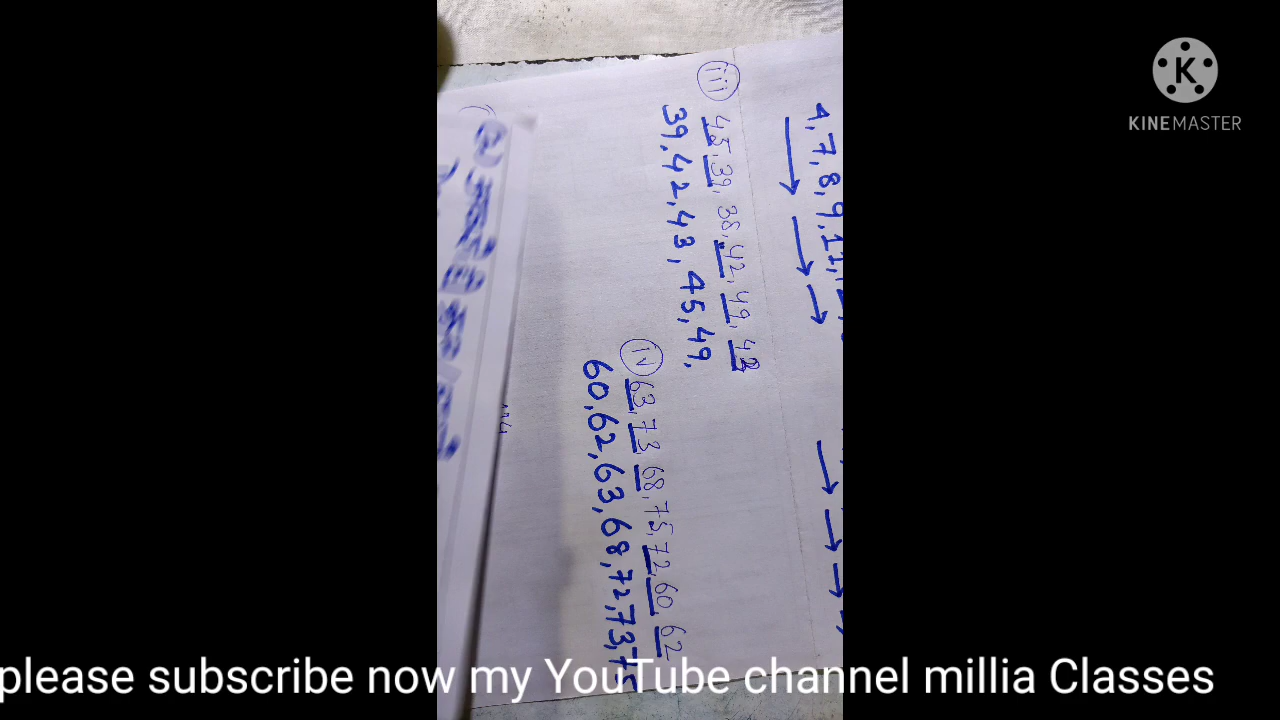 4,7,8,9,11,
iii 45,39,38,42,49,43
39,42,43,45,49,
iv 63,73,68,75,72,60,62
60,62,63,68,72,73,75
KINEMASTER
please subscribe now my YouTube channel millia Classes